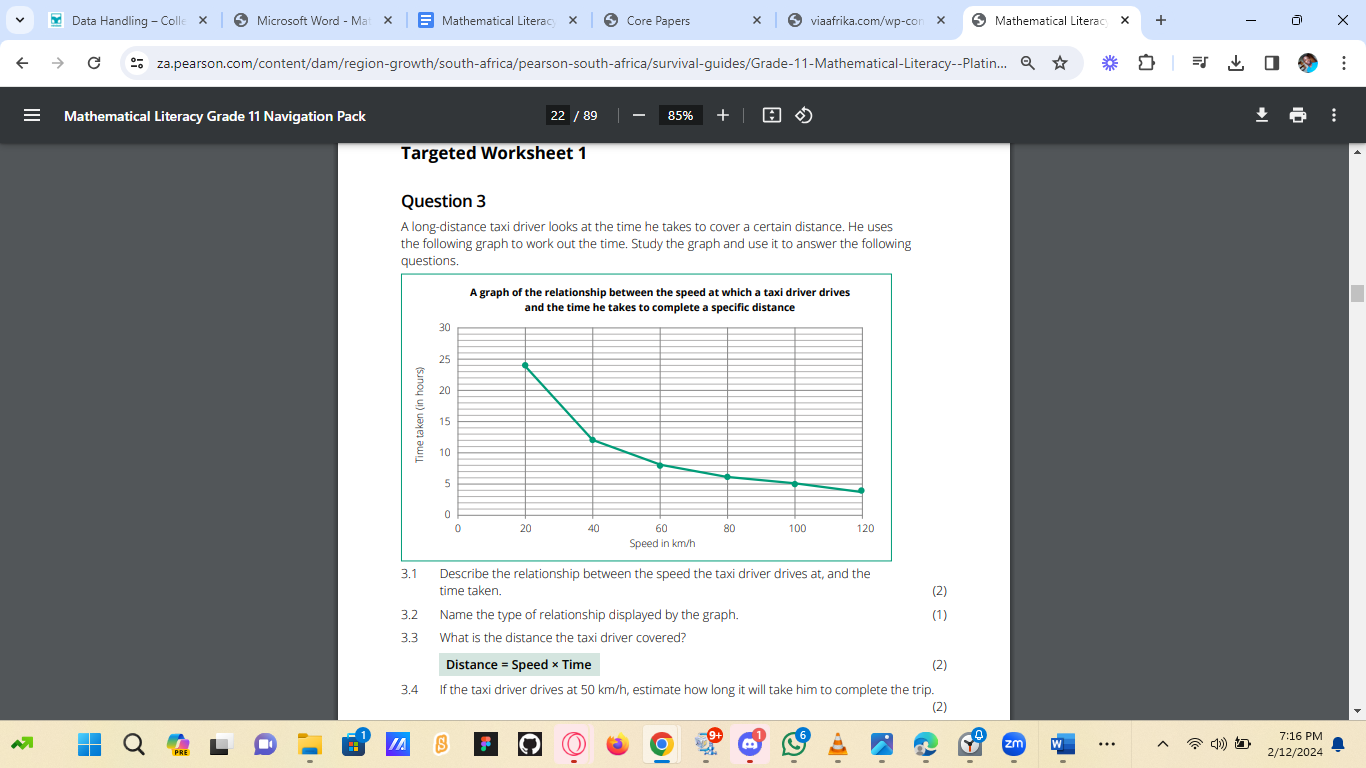 Data Handling – Colle
Microsoft Word - Mat
Mathematical Literacy
Core Papers
viaafrika.com/wp-con
Mathematical Literacy
za.pearson.com/content/dam/region-growth/south-africa/pearson-south-africa/survival-guides/Grade-11-Mathematical-Literacy--Platin...
Mathematical Literacy Grade 11 Navigation Pack
22 / 89
85%
Targeted Worksheet 1
Question 3
A long-distance taxi driver looks at the time he takes to cover a certain distance. He uses
the following graph to work out the time. Study the graph and use it to answer the following
questions.
A graph of the relationship between the speed at which a taxi driver drives
and the time he takes to complete a specific distance
Time taken (in hours)
30
25
20
15
10
5
0
0 20 40 60 80 100 120
Speed in km/h
3.1 Describe the relationship between the speed the taxi driver drives at, and the
time taken. (2)
3.2 Name the type of relationship displayed by the graph. (1)
3.3 What is the distance the taxi driver covered?
Distance = Speed × Time (2)
3.4 If the taxi driver drives at 50 km/h, estimate how long it will take him to complete the trip.
(2)
PRE
1
9+
1
6
zm
7:16 PM
2/12/2024